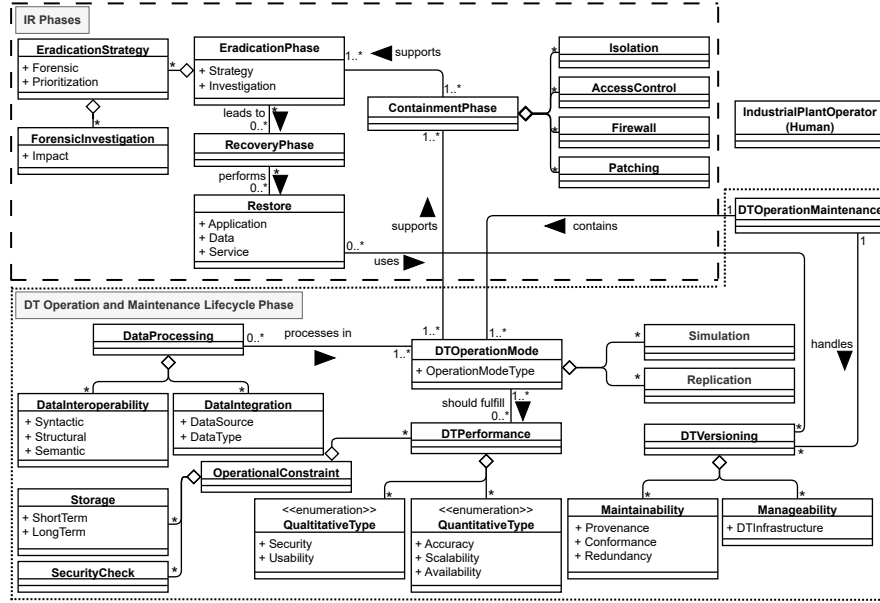 IR Phases
EradicationStrategy
+ Forensic
+ Prioritization
*
*
ForensicInvestigation
+ Impact
EradicationPhase
+ Strategy
+ Investigation
1..*
supports
1..*
leads to
*
0..*
RecoveryPhase
performs
*
0..*
Restore
+ Application
+ Data
+ Service
0..*
uses
ContainmentPhase
1..*
supports
1..*
*
Isolation
*
AccessControl
*
Firewall
*
Patching
IndustrialPlantOperator
(Human)
DTOperationMaintenance
1
contains
1..*
1
handles
*
*
DT Operation and Maintenance Lifecycle Phase
DataProcessing
0..*
processes in
1..*
DTOperationMode
+ OperationModeType
*
Simulation
*
Replication
*
DataInteroperability
+ Syntactic
+ Structural
+ Semantic
*
DataIntegration
+ DataSource
+ DataType
should fulfill
1..*
0..*
*
DTPerformance
DTVersioning
OperationalConstraint
*
Storage
+ ShortTerm
+ LongTerm
*
SecurityCheck
*
<<enumeration>>
QualtitativeType
+ Security
+ Usability
*
<<enumeration>>
QuantitativeType
+ Accuracy
+ Scalability
+ Availability
*
Maintainability
+ Provenance
+ Conformance
+ Redundancy
*
Manageability
+ DTInfrastructure